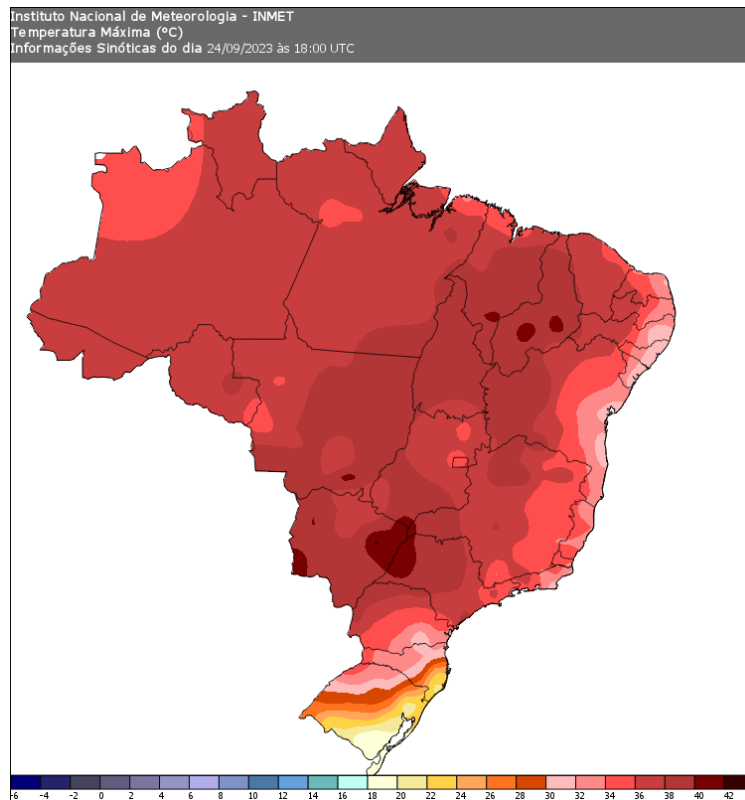 Instituto Nacional de Meteorologia - INMET
Temperatura Máxima (°C)
Informações Sinóticas do dia 24/09/2023 às 18:00 UTC
-6 -4 -2 0 2 4 6 8 10 12 14 16 18 20 22 24 26 28 30 32 34 36 38 40 42